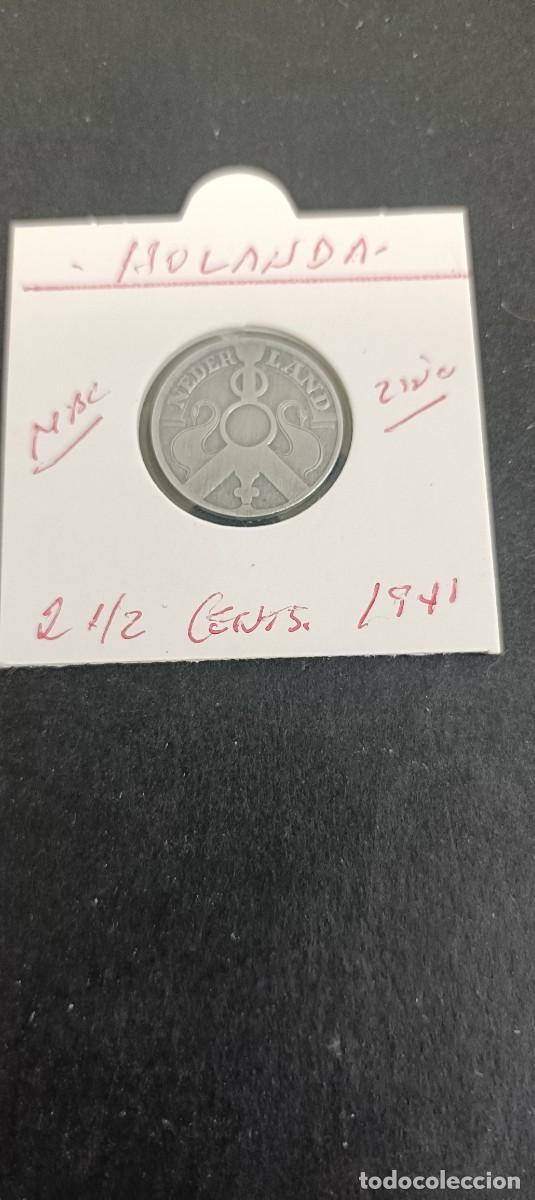 - HOLANDA -
NEDER LAND
MBC
ZINC
2 1/2 CENTS. 1941
todocoleccion